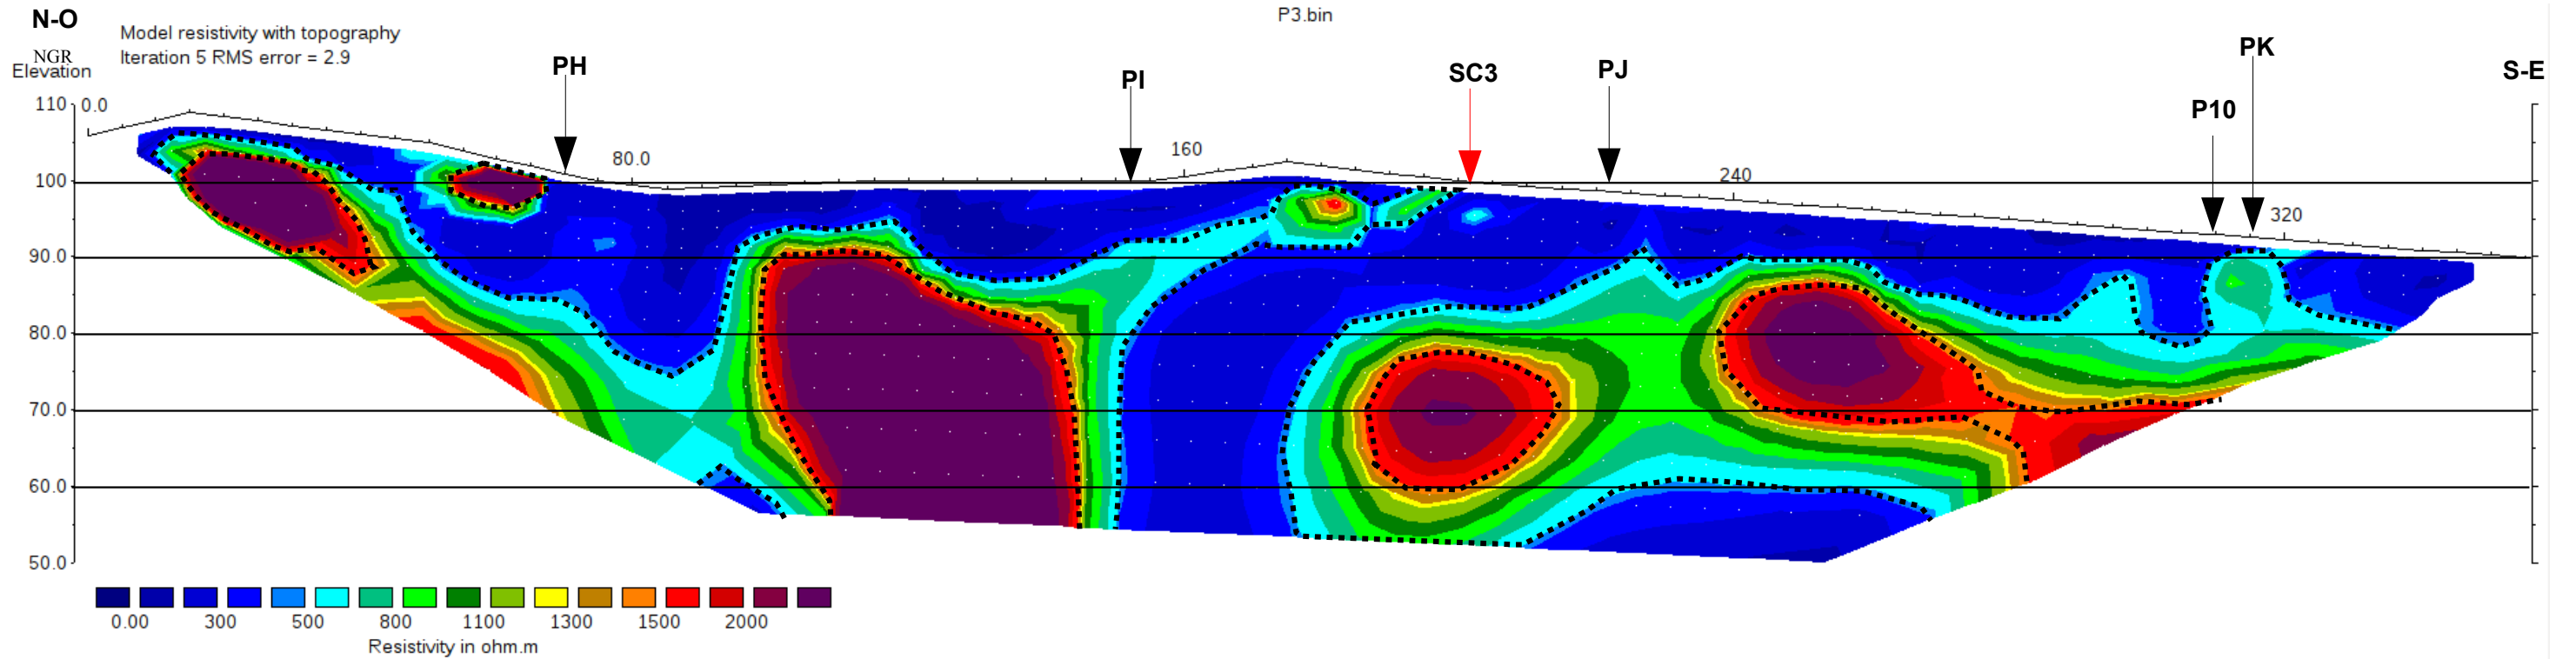 P3.bin
N-O
Model resistivity with topography
NGR
Iteration 5 RMS error = 2.9
Elevation
PH
PI
SC3
PJ
P10
PK
S-E
110
0.0
80.0
160
240
320
100
90.0
80.0
70.0
60.0
50.0
0.00 300 500 800 1100 1300 1500 2000
Resistivity in ohm.m